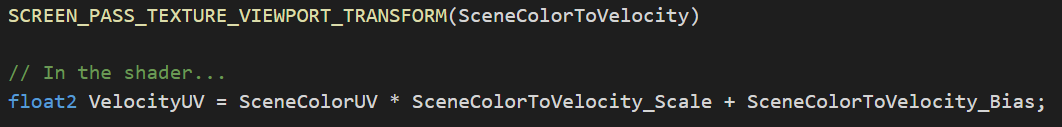 SCREEN_PASS_TEXTURE_VIEWPORT_TRANSFORM(SceneColorToVelocity)
// In the shader...
float2 VelocityUV = SceneColorUV * SceneColorToVelocity_Scale + SceneColorToVelocity_Bias;